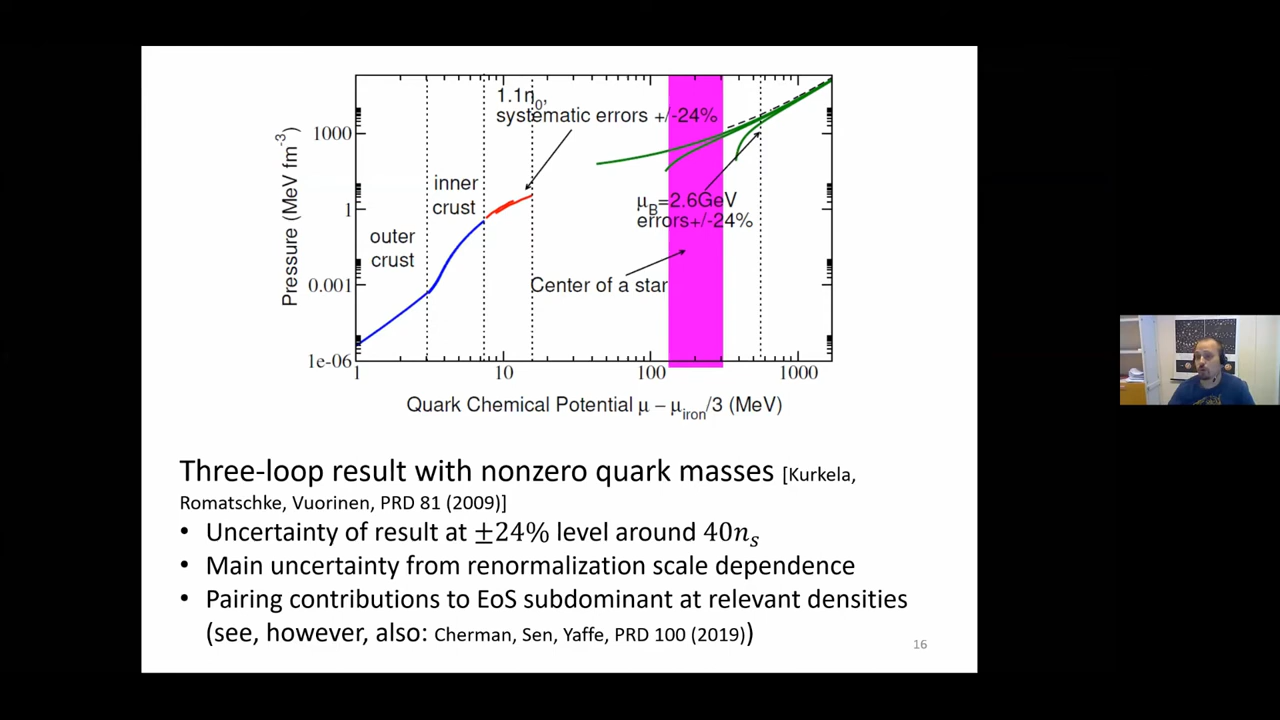 1.1n0,
systematic errors +/-24%
1000
inner
crust
1
μB=2.6GeV
errors+/-24%
outer
crust
Center of a star
0.001
1e-06
Pressure (MeV fm-3)
1 10 100 1000
Quark Chemical Potential μ − μiron/3 (MeV)
Three-loop result with nonzero quark masses [Kurkela,
Romatschke, Vuorinen, PRD 81 (2009)]
• Uncertainty of result at ±24% level around 40ns
• Main uncertainty from renormalization scale dependence
• Pairing contributions to EoS subdominant at relevant densities
(see, however, also: Cherman, Sen, Yaffe, PRD 100 (2019))
16